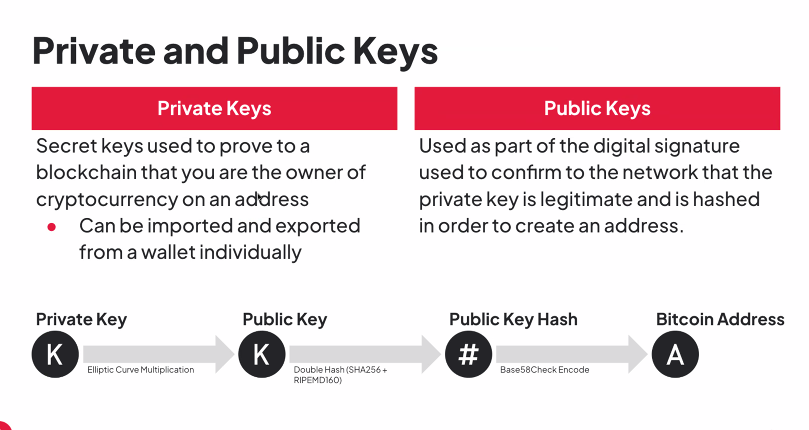 Private and Public Keys
Private Keys
Secret keys used to prove to a
blockchain that you are the owner of
cryptocurrency on an address
● Can be imported and exported
from a wallet individually
Public Keys
Used as part of the digital signature
used to confirm to the network that the
private key is legitimate and is hashed
in order to create an address.
Private Key
K
Elliptic Curve Multiplication
Public Key
K
Double Hash (SHA256 +
RIPEMD160)
Public Key Hash
#
Base58Check Encode
Bitcoin Address
A